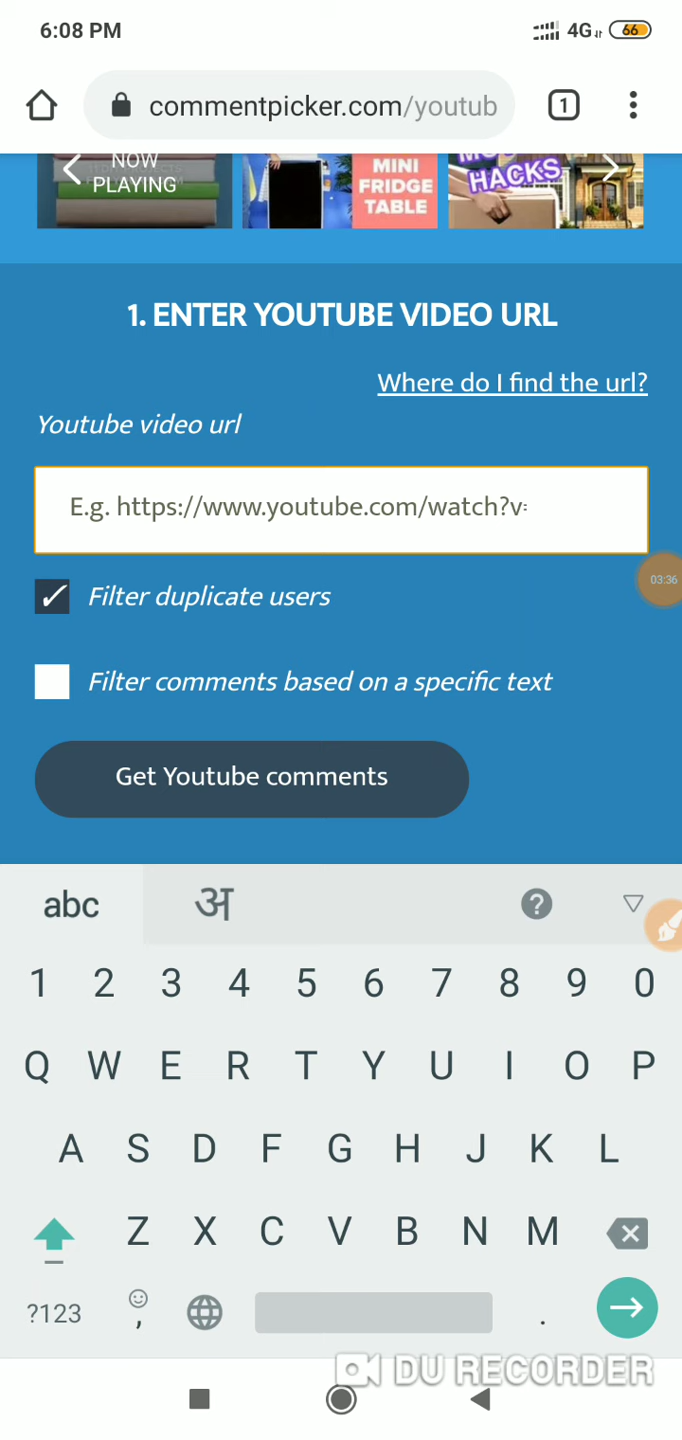 6:08 PM 4G 66
commentpicker.com/youtub 1
NOW
PLAYING
MINI
FRIDGE
TABLE
HACKS
1. ENTER YOUTUBE VIDEO URL
Where do I find the url?
Youtube video url
E.g. https://www.youtube.com/watch?v=
03:36
Filter duplicate users
Filter comments based on a specific text
Get Youtube comments
abc अ ?
1 2 3 4 5 6 7 8 9 0
Q W E R T Y U I O P
A S D F G H J K L
Z X C V B N M
?123 , .
DU RECORDER